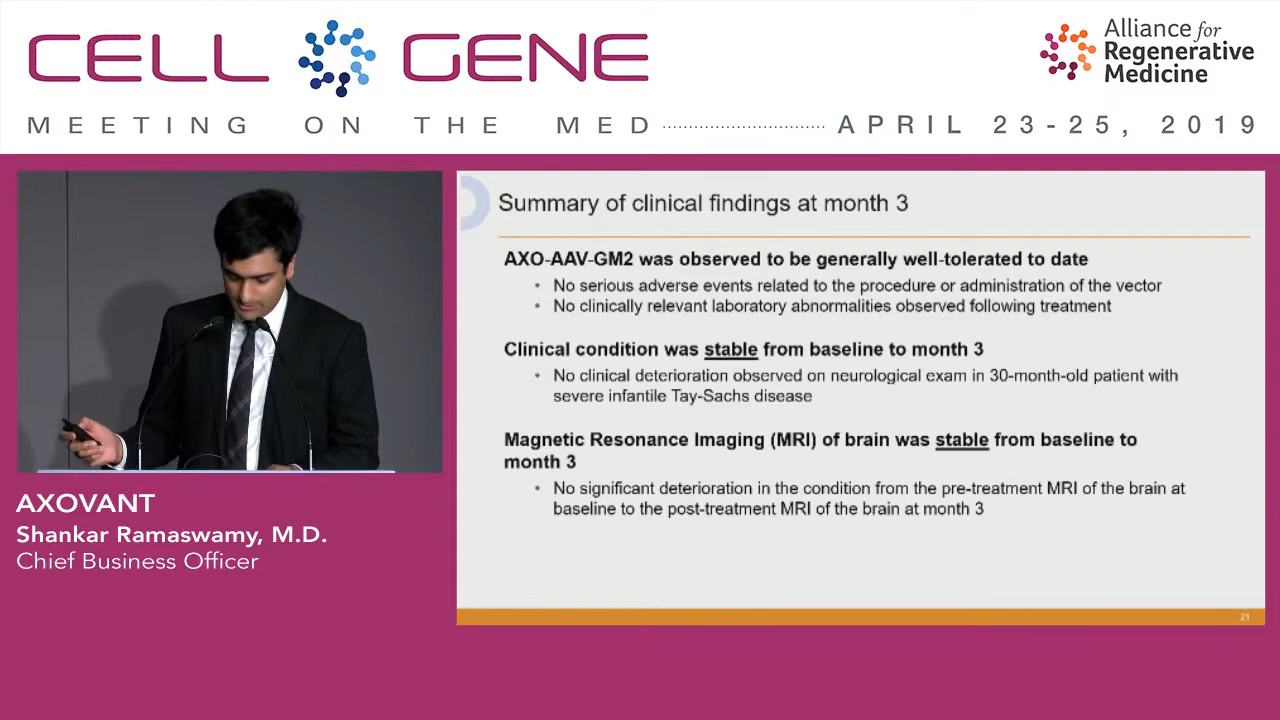 CELL GENE
Alliance for
Regenerative
Medicine
MEETING ON THE MED APRIL 23-25, 2019
Summary of clinical findings at month 3
AXO-AAV-GM2 was observed to be generally well-tolerated to date
• No serious adverse events related to the procedure or administration of the vector
• No clinically relevant laboratory abnormalities observed following treatment
Clinical condition was stable from baseline to month 3
• No clinical deterioration observed on neurological exam in 30-month-old patient with
severe infantile Tay-Sachs disease
Magnetic Resonance Imaging (MRI) of brain was stable from baseline to
month 3
• No significant deterioration in the condition from the pre-treatment MRI of the brain at
baseline to the post-treatment MRI of the brain at month 3
21
AXOVANT
Shankar Ramaswamy, M.D.
Chief Business Officer